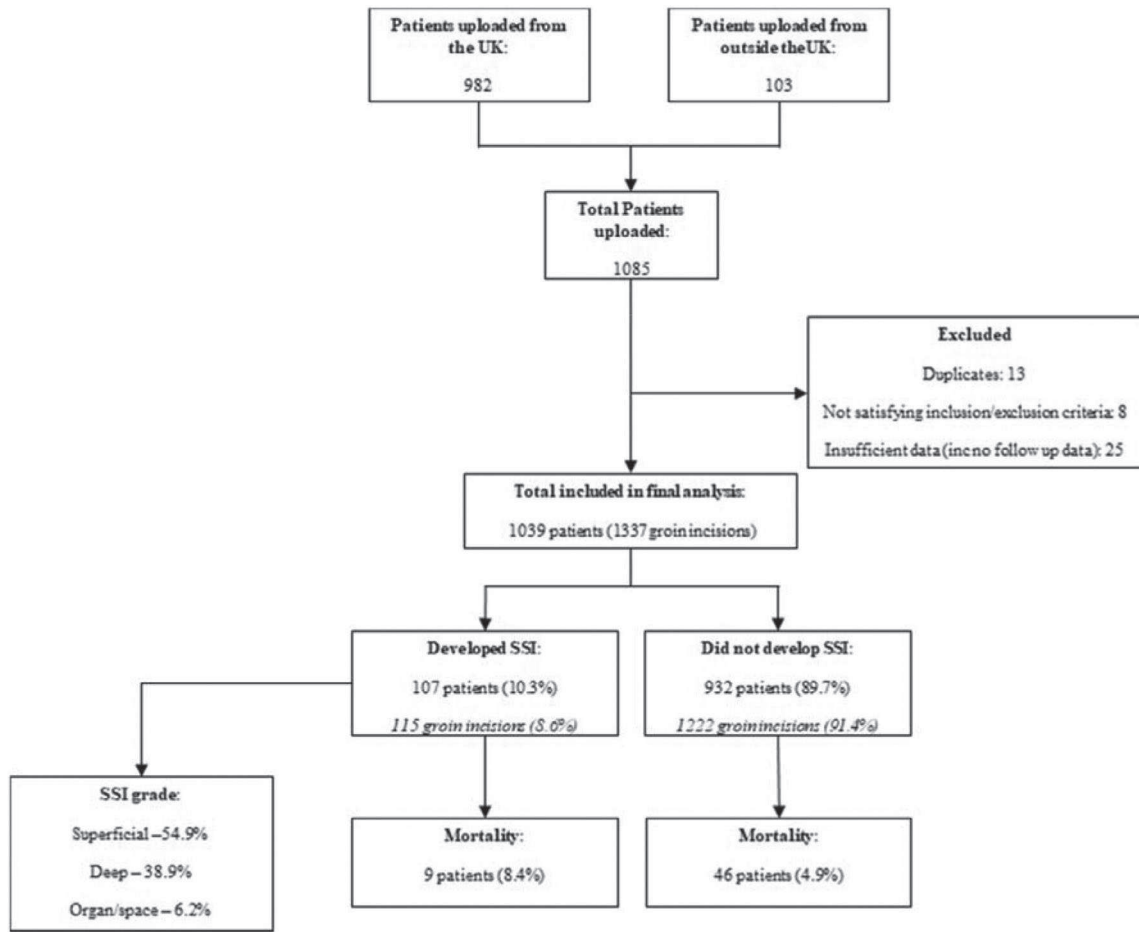 Patients uploaded from
the UK:
982
Patients uploaded from
outside theUK:
103
Total Patients
uploaded:
1085
Excluded
Duplicates: 13
Not satisfying inclusion/exclusion criteria: 8
Insufficient data (inc no follow up data): 25
Total included in final analysis:
1039 patients (1337 groin incisions)
Developed SSI:
107 patients (10.3%)
115 groin incisions (8.6%)
Did not develop SSI:
932 patients (89.7%)
1222 groin incisions (91.4%)
SSI grade:
Superficial – 54.9%
Deep – 38.9%
Organ/space – 6.2%
Mortality:
9 patients (8.4%)
Mortality:
46 patients (4.9%)